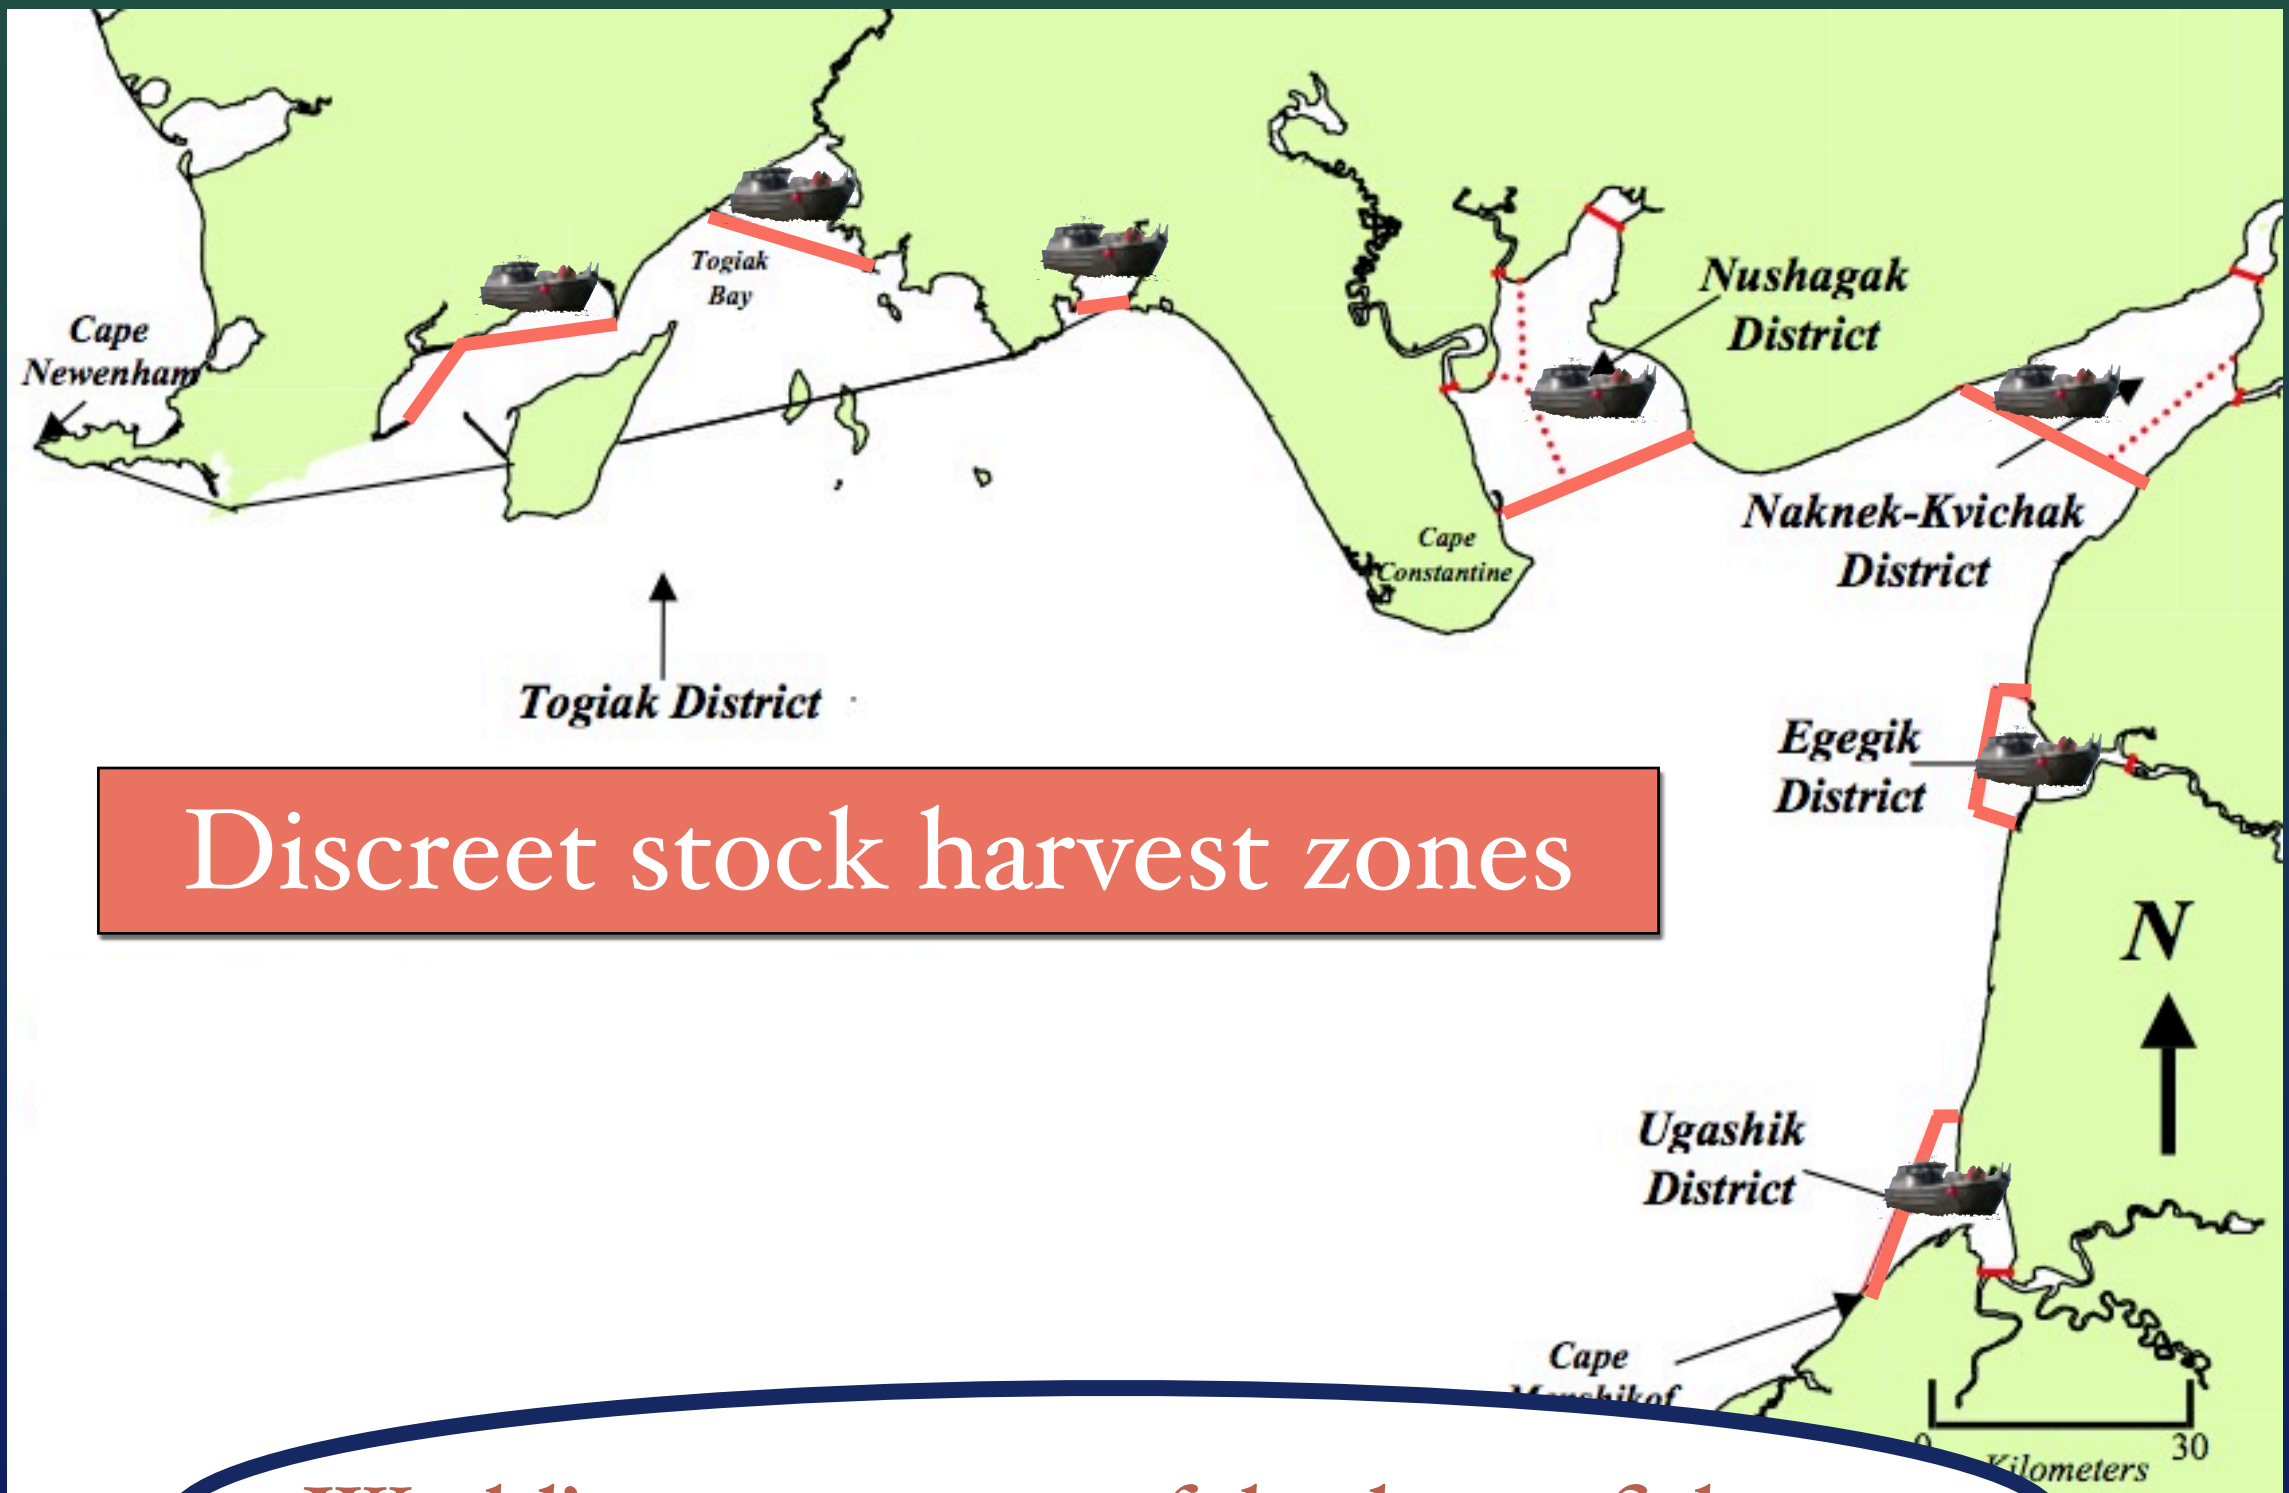 Togiak
Bay
Cape
Newenham
Nushagak
District
Naknek-Kvichak
District
Cape
Constantine
Togiak District
Egegik
District
Discreet stock harvest zones
N
Ugashik
District
Cape
0
30
Kilometers